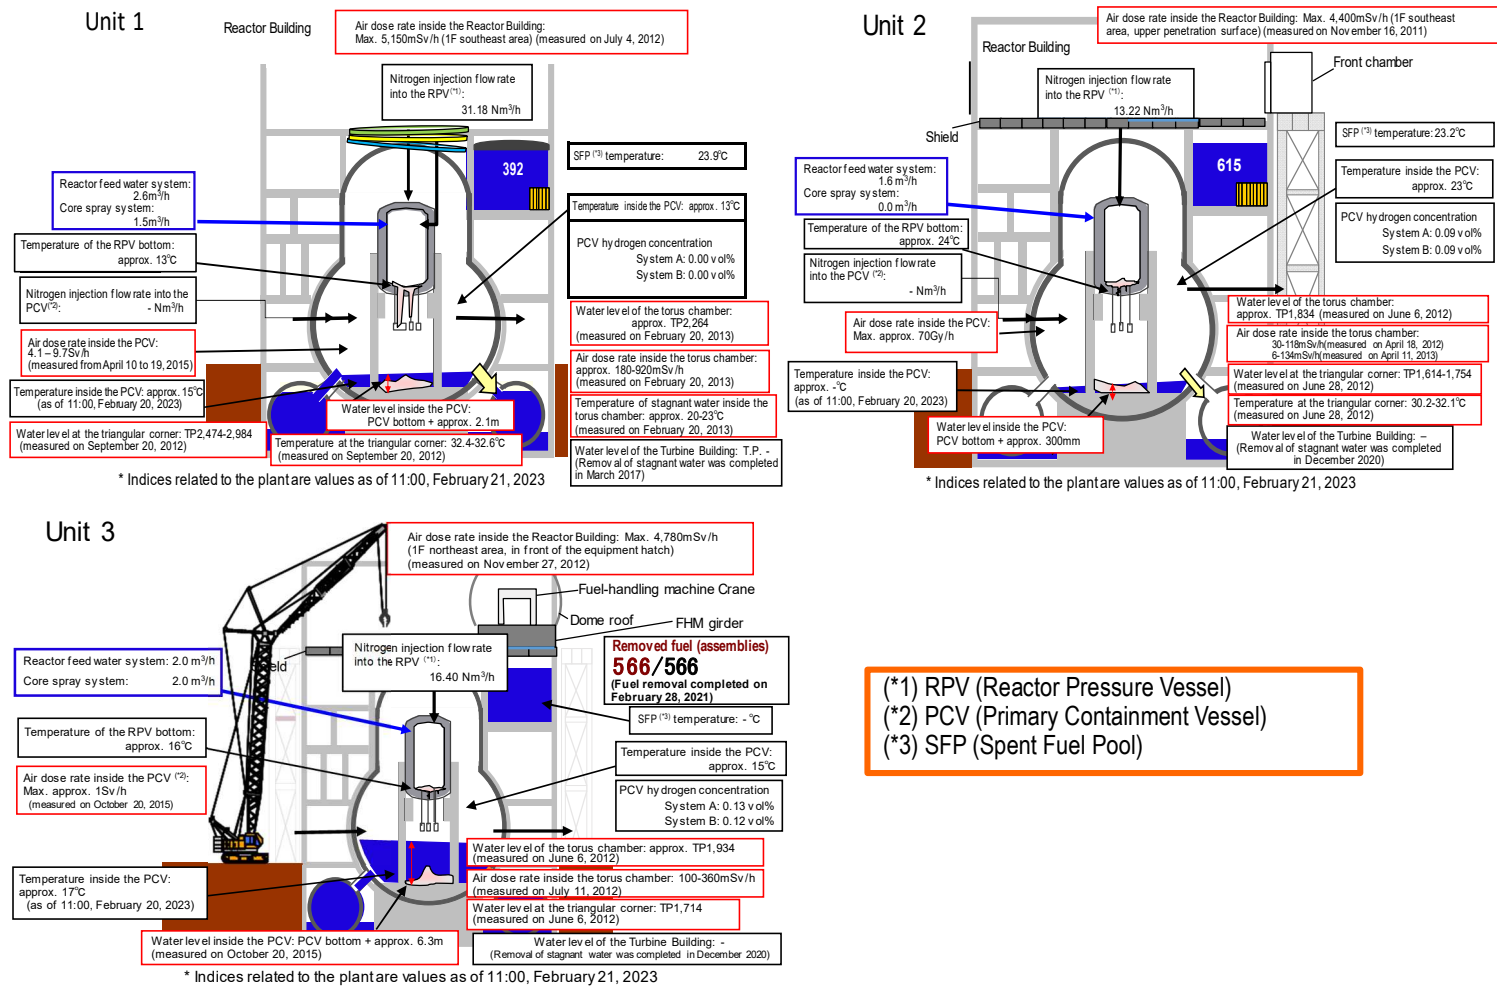 Unit 1
Reactor Building
Air dose rate inside the Reactor Building:
Max. 5,150mSv/h (1F southeast area) (measured on July 4, 2012)
Nitrogen injection flow rate
into the RPV(*1):
31.18 Nm3/h
392
SFP (*3) temperature: 23.9℃
Reactor feed water system:
2.6m3/h
Core spray system:
1.5m3/h
Temperature inside the PCV: approx. 13℃
PCV hydrogen concentration
System A: 0.00 vol%
System B: 0.00 vol%
Temperature of the RPV bottom:
approx. 13℃
Nitrogen injection flow rate into the
PCV(*2):
- Nm3/h
Air dose rate inside the PCV:
4.1 – 9.7Sv/h
(measured from April 10 to 19, 2015)
Temperature inside the PCV: approx. 15℃
(as of 11:00, February 20, 2023)
Water level at the triangular corner: TP2,474-2,984
(measured on September 20, 2012)
Water level inside the PCV:
PCV bottom + approx. 2.1m
Temperature at the triangular corner: 32.4-32.6℃
(measured on September 20, 2012)
Water level of the torus chamber:
approx. TP2,264
(measured on February 20, 2013)
Air dose rate inside the torus chamber:
approx. 180-920mSv/h
(measured on February 20, 2013)
Temperature of stagnant water inside the
torus chamber: approx. 20-23℃
(measured on February 20, 2013)
Water level of the Turbine Building: T.P. -
(Removal of stagnant water was completed
in March 2017)
* Indices related to the plant are values as of 11:00, February 21, 2023
Unit 2
Reactor Building
Air dose rate inside the Reactor Building: Max. 4,400mSv/h (1F southeast
area, upper penetration surface) (measured on November 16, 2011)
Front chamber
Nitrogen injection flow rate
into the RPV (*1):
13.22 Nm3/h
Shield
615
SFP (*3) temperature: 23.2℃
Reactor feed water system:
1.6 m3/h
Core spray system:
0.0 m3/h
Temperature inside the PCV:
approx. 23℃
PCV hydrogen concentration
System A: 0.09 vol%
System B: 0.09 vol%
Temperature of the RPV bottom:
approx. 24℃
Nitrogen injection flow rate
into the PCV (*2):
- Nm3/h
Air dose rate inside the PCV:
Max. approx. 70Gy/h
Temperature inside the PCV:
approx. -℃
(as of 11:00, February 20, 2023)
Water level inside the PCV:
PCV bottom + approx. 300mm
Water level of the torus chamber:
approx. TP1,834 (measured on June 6, 2012)
Air dose rate inside the torus chamber:
30-118mSv/h(measured on April 18, 2012)
6-134mSv/h(measured on April 11, 2013)
Water level at the triangular corner: TP1,614-1,754
(measured on June 28, 2012)
Temperature at the triangular corner: 30.2-32.1℃
(measured on June 28, 2012)
Water level of the Turbine Building: –
(Removal of stagnant water was completed
in December 2020)
* Indices related to the plant are values as of 11:00, February 21, 2023
Unit 3
Air dose rate inside the Reactor Building: Max. 4,780mSv/h
(1F northeast area, in front of the equipment hatch)
(measured on November 27, 2012)
Fuel-handling machine Crane
Dome roof
FHM girder
Nitrogen injection flow rate
into the RPV (*1):
16.40 Nm3/h
Removed fuel (assemblies)
566/566
(Fuel removal completed on
February 28, 2021)
Reactor feed water system: 2.0 m3/h
Core spray system: 2.0 m3/h
SFP (*3) temperature: - ℃
Temperature of the RPV bottom:
approx. 16℃
Temperature inside the PCV:
approx. 15℃
PCV hydrogen concentration
System A: 0.13 vol%
System B: 0.12 vol%
Air dose rate inside the PCV (*2):
Max. approx. 1Sv/h
(measured on October 20, 2015)
Temperature inside the PCV:
approx. 17℃
(as of 11:00, February 20, 2023)
Water level of the torus chamber: approx. TP1,934
(measured on June 6, 2012)
Air dose rate inside the torus chamber: 100-360mSv/h
(measured on July 11, 2012)
Water level at the triangular corner: TP1,714
(measured on June 6, 2012)
Water level inside the PCV: PCV bottom + approx. 6.3m
(measured on October 20, 2015)
Water level of the Turbine Building: -
(Removal of stagnant water was completed in December 2020)
* Indices related to the plant are values as of 11:00, February 21, 2023
(*1) RPV (Reactor Pressure Vessel)
(*2) PCV (Primary Containment Vessel)
(*3) SFP (Spent Fuel Pool)